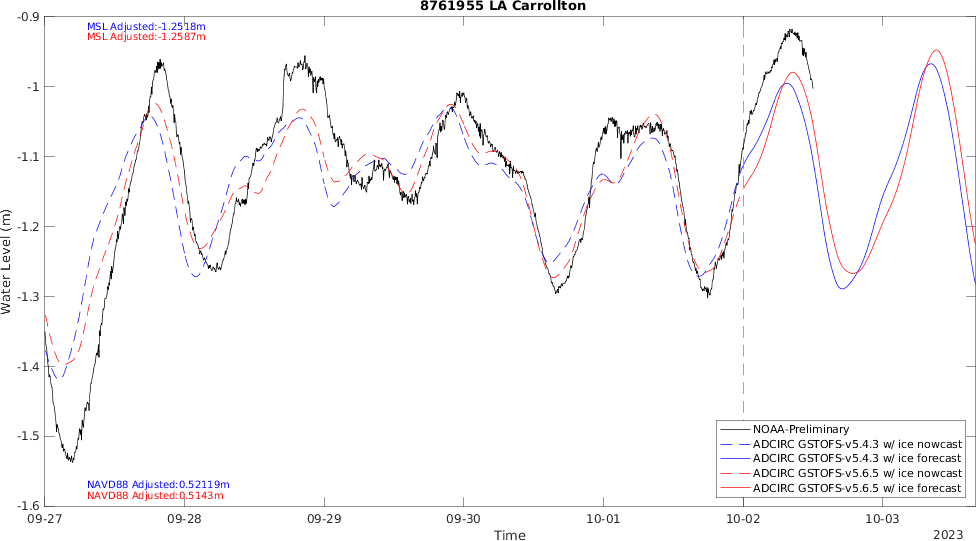 8761955 LA Carrollton
MSL Adjusted:-1.2518m
MSL Adjusted:-1.2587m
-0.9
-1
-1.1
-1.2
-1.3
-1.4
-1.5
-1.6
Water Level (m)
NAVD88 Adjusted:0.52119m
NAVD88 Adjusted:0.5143m
NOAA-Preliminary
ADCIRC GSTOFS-v5.4.3 w/ ice nowcast
ADCIRC GSTOFS-v5.4.3 w/ ice forecast
ADCIRC GSTOFS-v5.6.5 w/ ice nowcast
ADCIRC GSTOFS-v5.6.5 w/ ice forecast
09-27 09-28 09-29 09-30 10-01 10-02 10-03
Time
2023